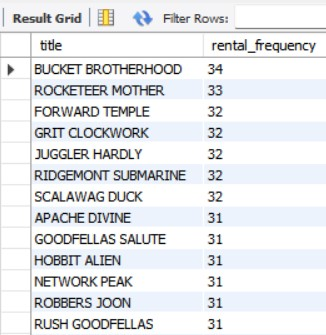 Result Grid Filter Rows:
title rental_frequency
BUCKET BROTHERHOOD 34
ROCKETEER MOTHER 33
FORWARD TEMPLE 32
GRIT CLOCKWORK 32
JUGGLER HARDLY 32
RIDGEMONT SUBMARINE 32
SCALAWAG DUCK 32
APACHE DIVINE 31
GOODFELLAS SALUTE 31
HOBBIT ALIEN 31
NETWORK PEAK 31
ROBBERS JOON 31
RUSH GOODFELLAS 31